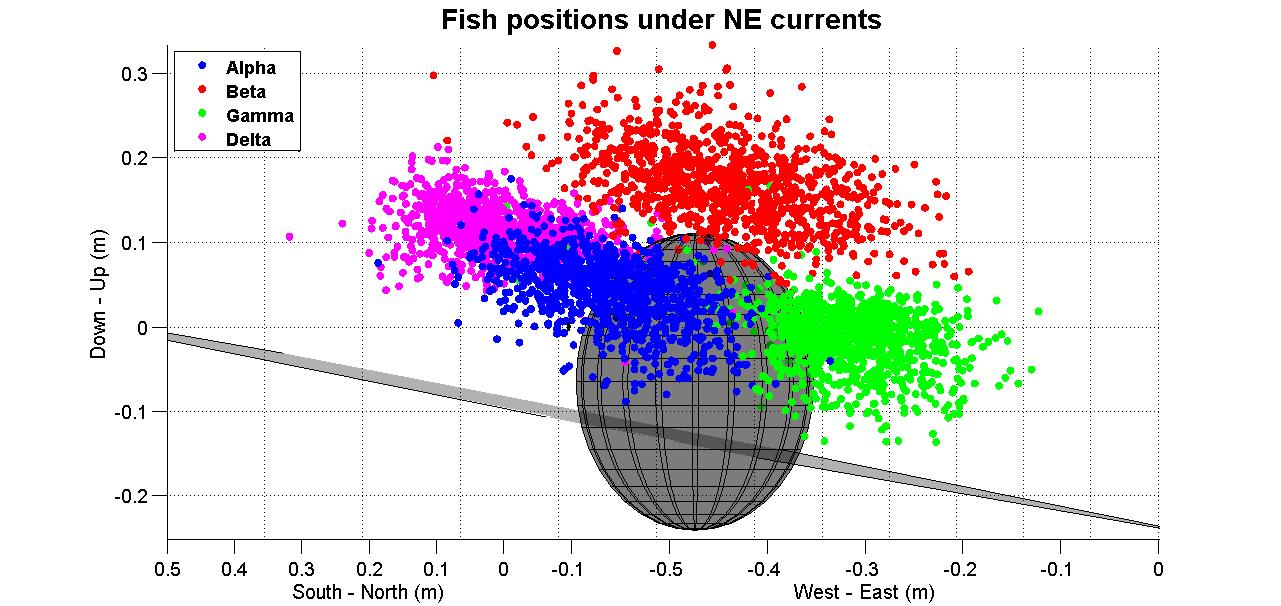 Fish positions under NE currents
Alpha
Beta
Gamma
Delta
Down - Up (m)
0.3
0.2
0.1
0
-0.1
-0.2
0.5 0.4 0.3 0.2 0.1 0 -0.1 -0.5 -0.4 -0.3 -0.2 -0.1 0
South - North (m) West - East (m)